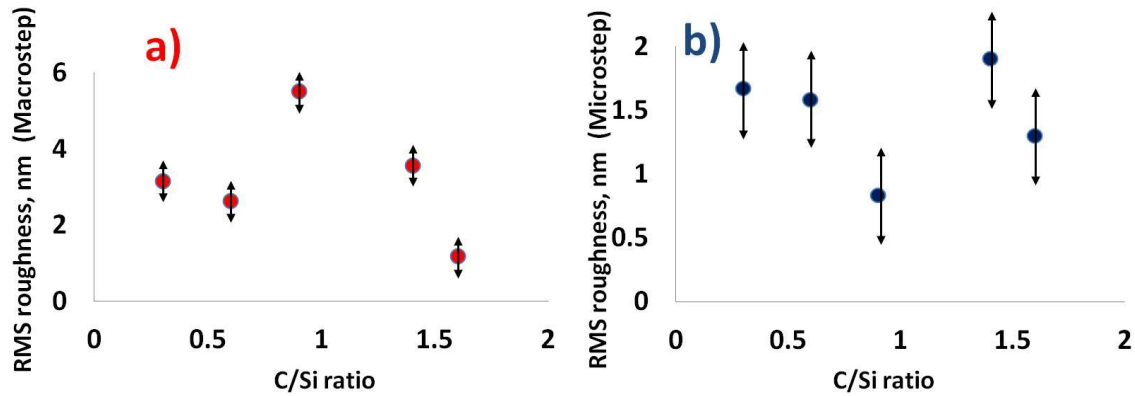 a)
RMS roughness, nm (Macrostep)
6
4
2
0
0 0.5 1 1.5 2
C/Si ratio
b)
RMS roughness, nm (Microstep)
2
1.5
1
0.5
0
0 0.5 1 1.5 2
C/Si ratio